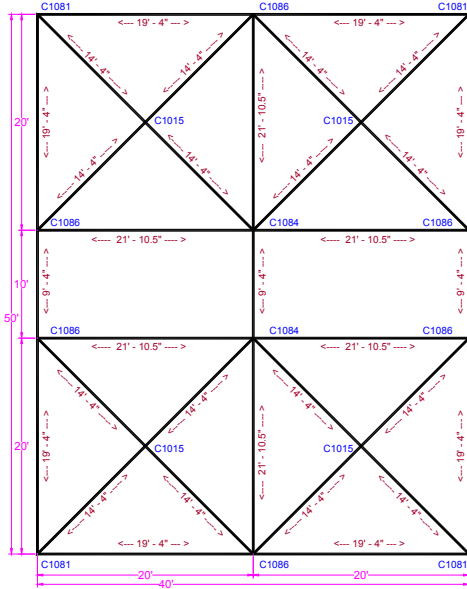 C1081 C1086 C1081
<--- 19' - 4" --- > <--- 19' - 4" --- >
<--- 14' - 4" ---> <--- 14' - 4" ---> <--- 14' - 4" ---> <--- 14' - 4" --->
<--- 19' - 4" --- > <--- 21' - 10.5" ---- > <--- 19' - 4" --- >
20' C1015 C1015
<--- 14' - 4" ---> <--- 14' - 4" ---> <--- 14' - 4" ---> <--- 14' - 4" --->
C1086 C1084 C1086
<---- 21' - 10.5" ---- > <---- 21' - 10.5" ---- >
10' <--- 9' - 4" --- > <--- 9' - 4" --- > <--- 9' - 4" --- >
50'
C1086 C1084 C1086
<---- 21' - 10.5" ---- > <---- 21' - 10.5" ---- >
<--- 14' - 4" ---> <--- 14' - 4" ---> <--- 14' - 4" ---> <--- 14' - 4" --->
<--- 19' - 4" --- > <---- 21' - 10.5" ---- > <--- 19' - 4" --- >
20' C1015 C1015
<--- 14' - 4" ---> <--- 14' - 4" ---> <--- 14' - 4" ---> <--- 14' - 4" --->
<--- 19' - 4" --- > <--- 19' - 4" --- >
C1081 C1086 C1081
20' 20'
40'